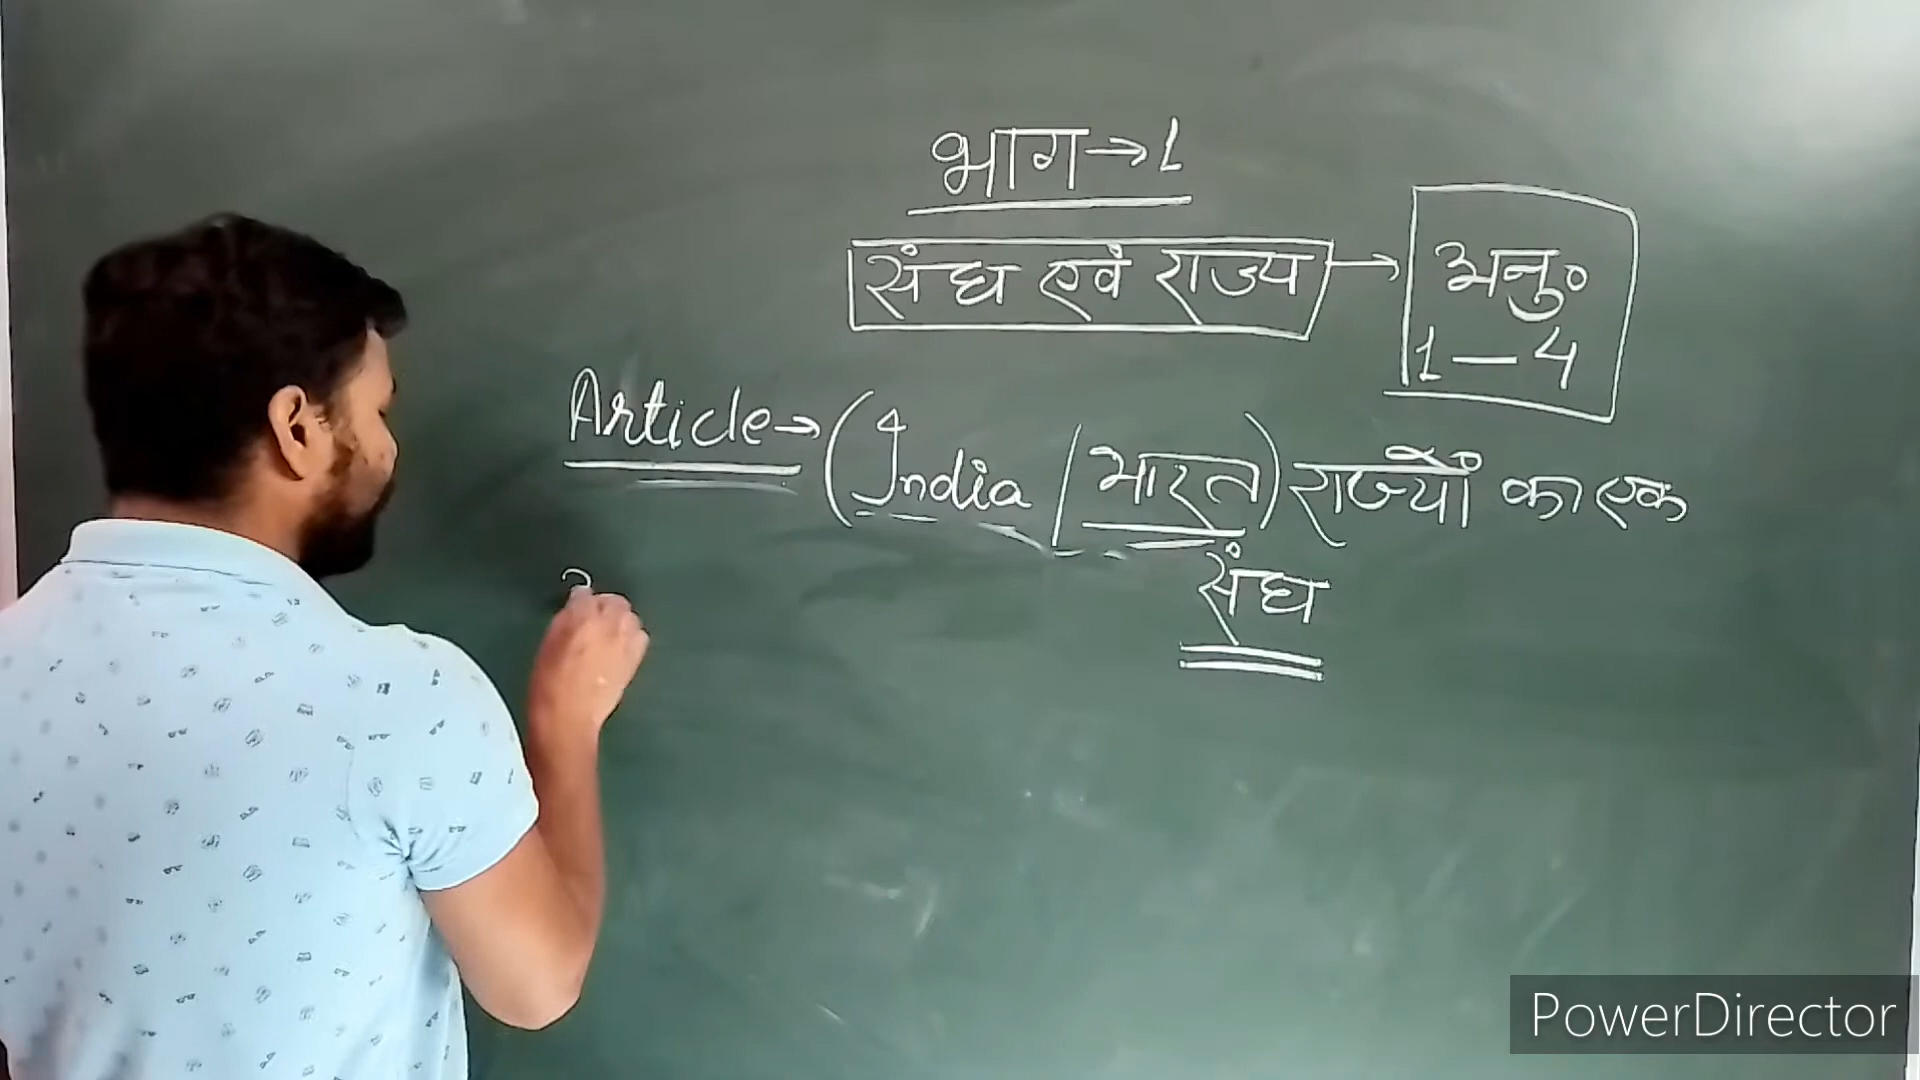 भाग→1
संघ एवं राज्य → अनु०
1 — 4
Article→ (India / भारत) राज्यों का एक
संघ
PowerDirector